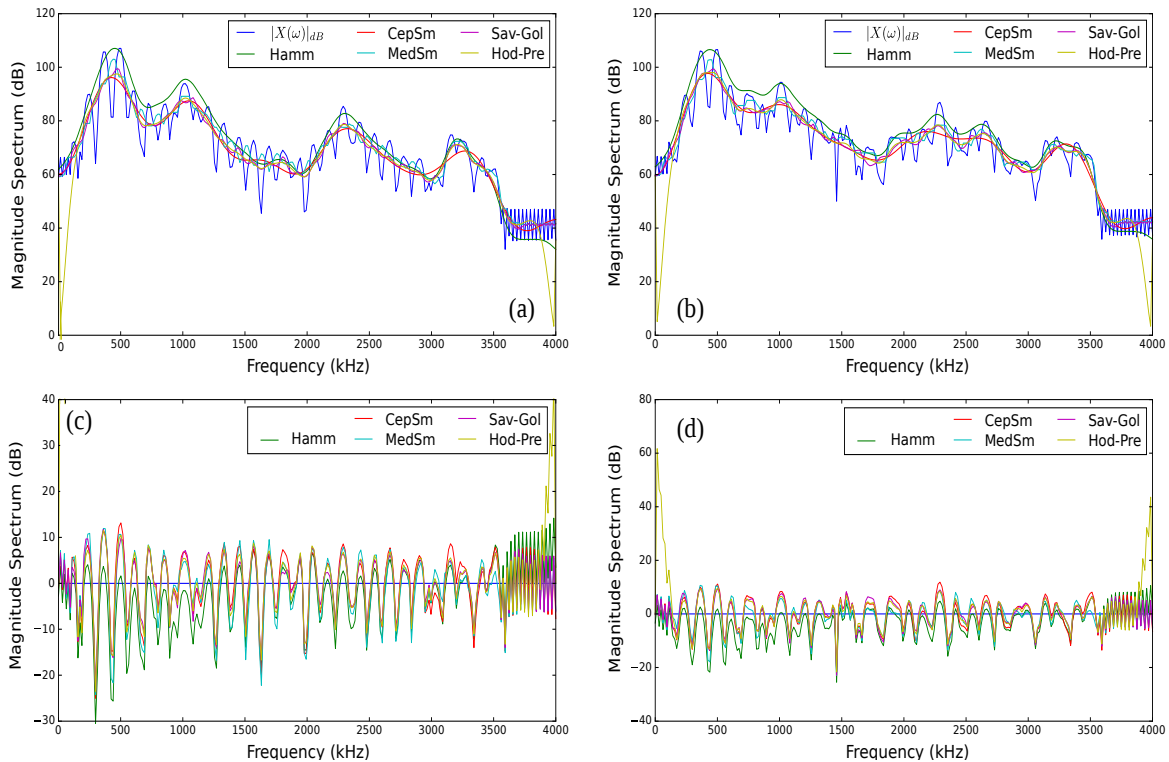 Magnitude Spectrum (dB)
120
100
80
60
40
20
0
|X(ω)|dB CepSm Sav-Gol
Hamm MedSm Hod-Pre
(a)
0 500 1000 1500 2000 2500 3000 3500 4000
Frequency (kHz)
Magnitude Spectrum (dB)
120
100
80
60
40
20
0
|X(ω)|dB CepSm Sav-Gol
Hamm MedSm Hod-Pre
(b)
0 500 1000 1500 2000 2500 3000 3500 4000
Frequency (kHz)
Magnitude Spectrum (dB)
40
30
20
10
0
−10
−20
−30
(c)
CepSm Sav-Gol
Hamm MedSm Hod-Pre
0 500 1000 1500 2000 2500 3000 3500 4000
Frequency (kHz)
Magnitude Spectrum (dB)
80
60
40
20
0
−20
−40
(d)
CepSm Sav-Gol
Hamm MedSm Hod-Pre
0 500 1000 1500 2000 2500 3000 3500 4000
Frequency (kHz)